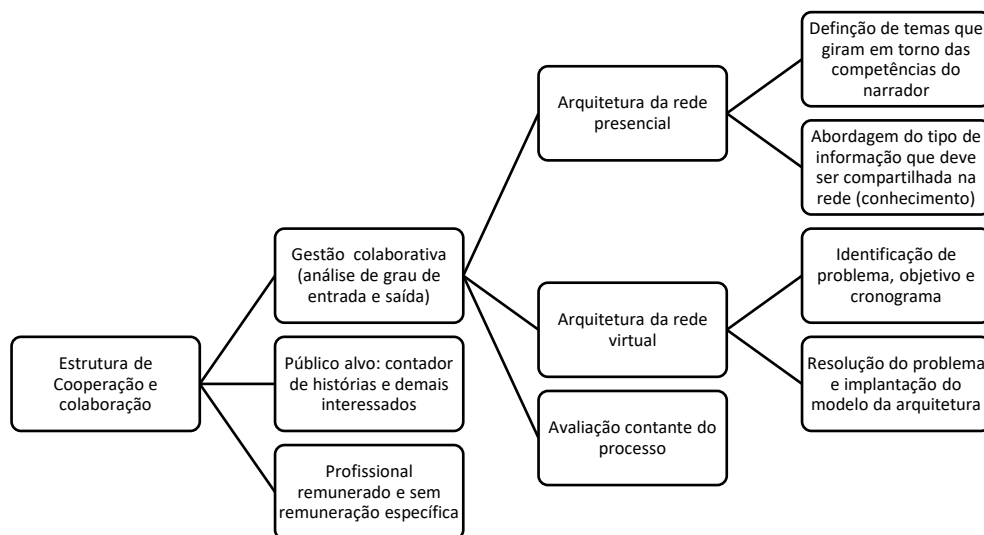 Estrutura de
Cooperação e
colaboração
Gestão colaborativa
(análise de grau de
entrada e saída)
Público alvo: contador
de histórias e demais
interessados
Profissional
remunerado e sem
remuneração específica
Arquitetura da rede
presencial
Arquitetura da rede
virtual
Avaliação contante do
processo
Definção de temas que
giram em torno das
competências do
narrador
Abordagem do tipo de
informação que deve
ser compartilhada na
rede (conhecimento)
Identificação de
problema, objetivo e
cronograma
Resolução do problema
e implantação do
modelo da arquitetura